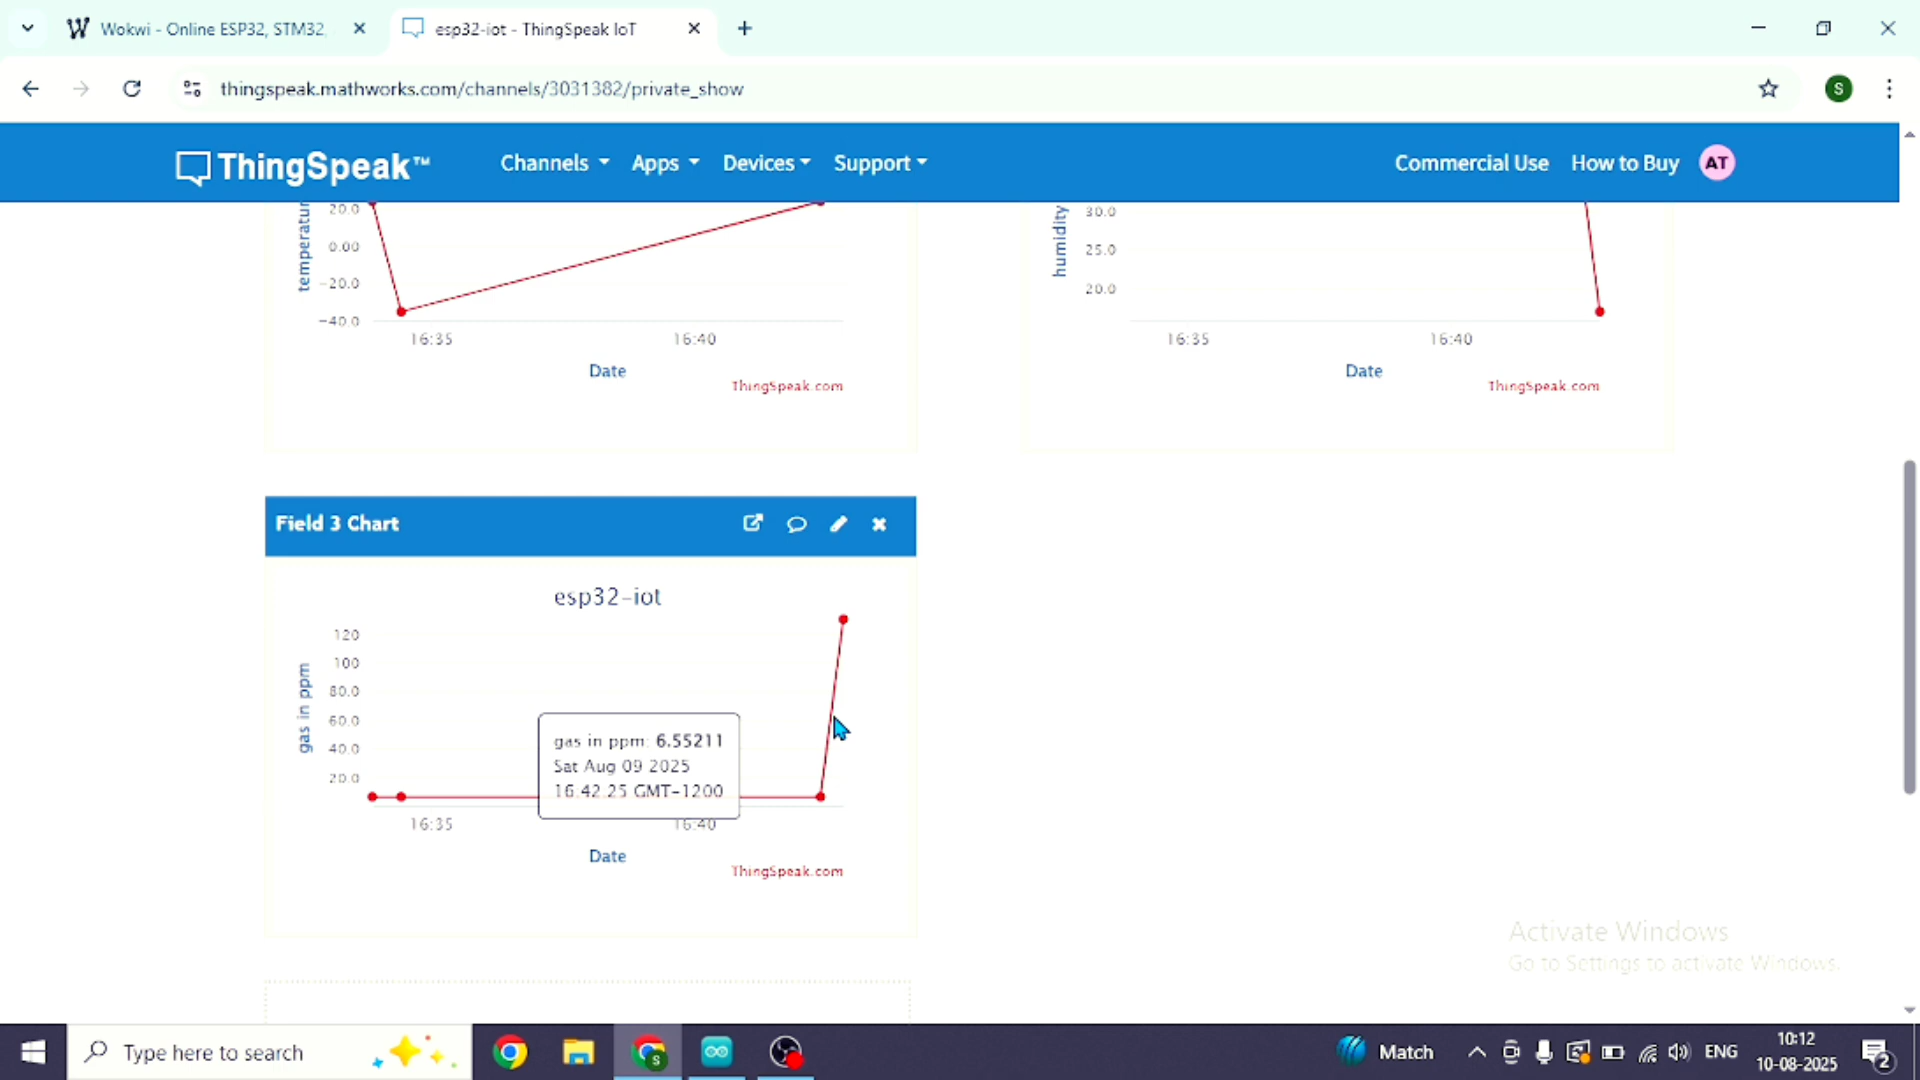 Wokwi - Online ESP32, STM32,
esp32-iot - ThingSpeak IoT
thingspeak.mathworks.com/channels/3031382/private_show
S
ThingSpeak™
Channels
Apps
Devices
Support
Commercial Use
How to Buy
AT
temperatur
20.0
0.00
-20.0
-40.0
16:35
16:40
Date
ThingSpeak.com
humidity
30.0
25.0
20.0
16:35
16:40
Date
ThingSpeak.com
Field 3 Chart
esp32-iot
gas in ppm
120
100
80.0
60.0
40.0
20.0
gas in ppm: 6.55211
Sat Aug 09 2025
16.42.25 GMT-1200
16:35
16:40
Date
ThingSpeak.com
Activate Windows
Go to Settings to activate Windows.
Type here to search
S
Match
ENG
10:12
10-08-2025
2